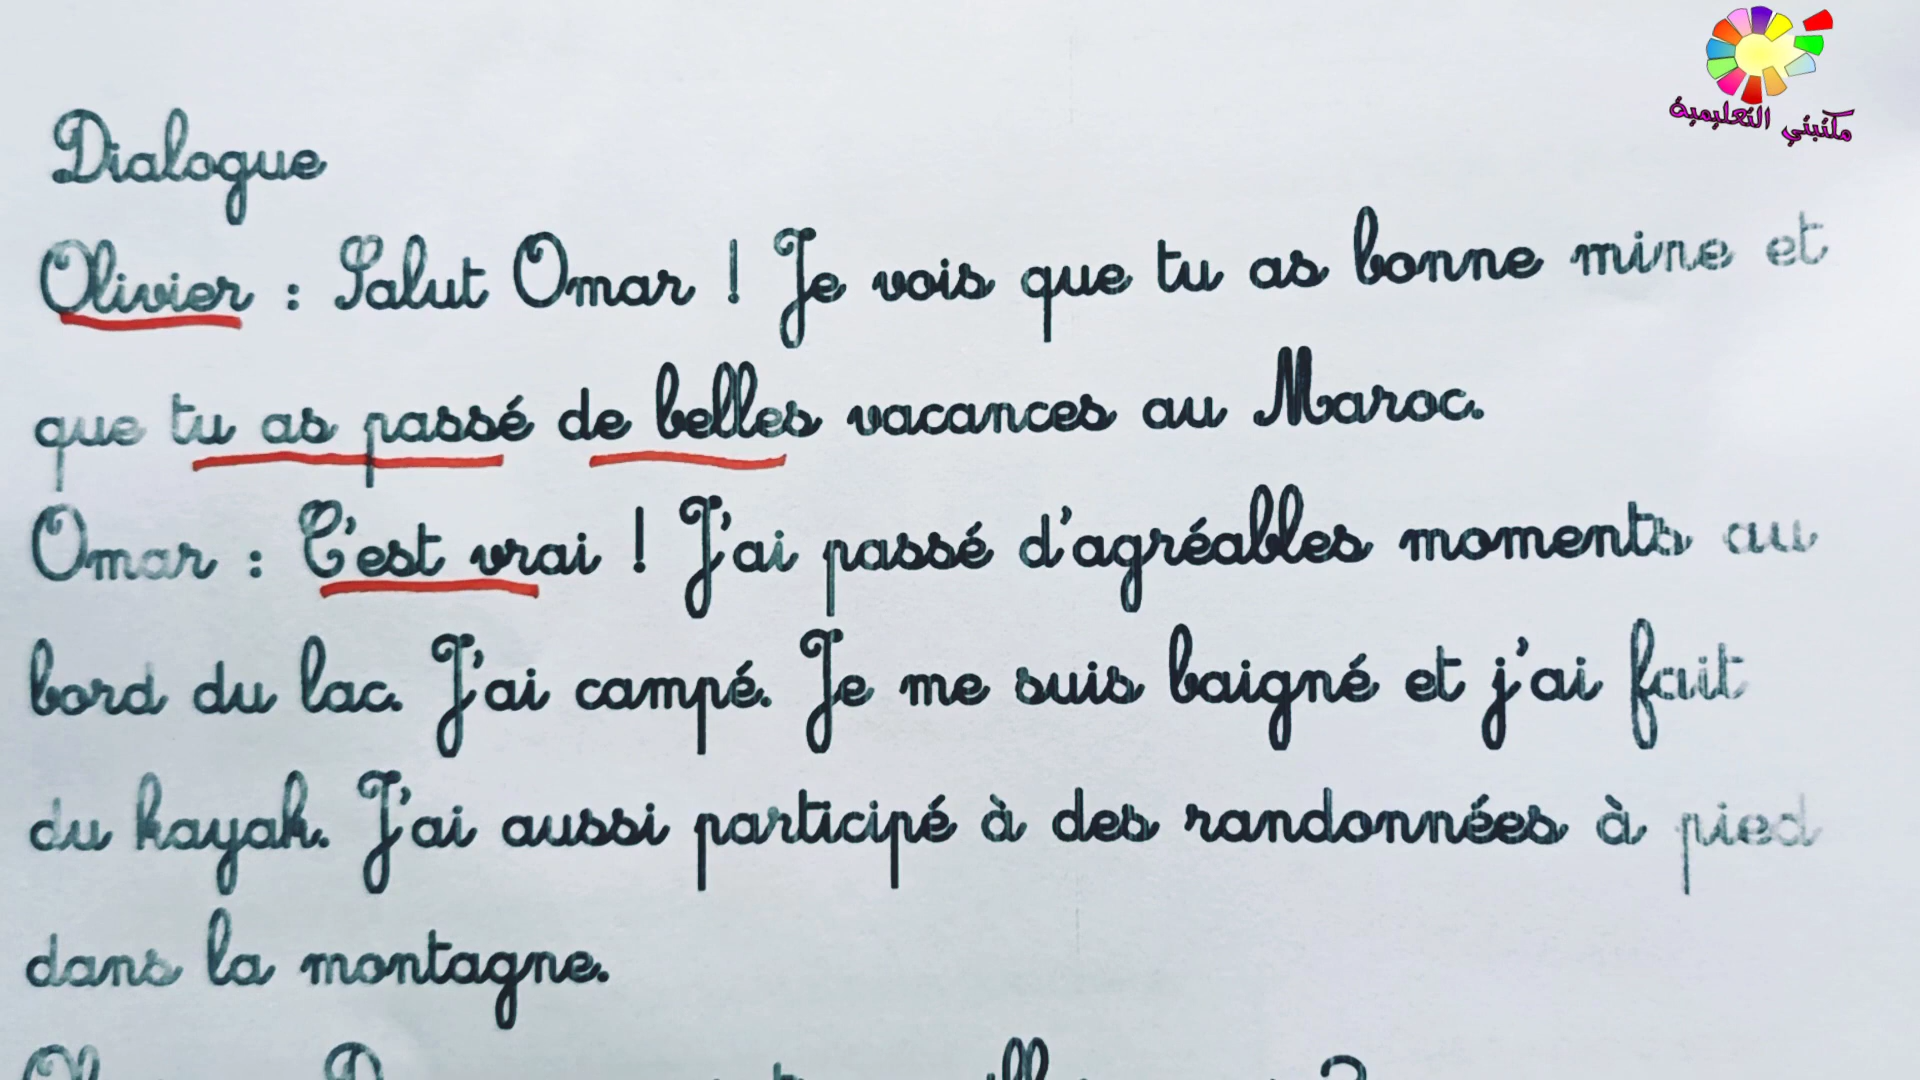 مكتبتي التعليمية
Dialogue
Olivier : Salut Omar ! Je vois que tu as bonne mine et
que tu as passé de belles vacances au Maroc.
Omar : C'est vrai ! J'ai passé d'agréables moments au
bord du lac. J'ai campé. Je me suis baigné et j'ai fait
du kayak. J'ai aussi participé à des randonnées à pied
dans la montagne.